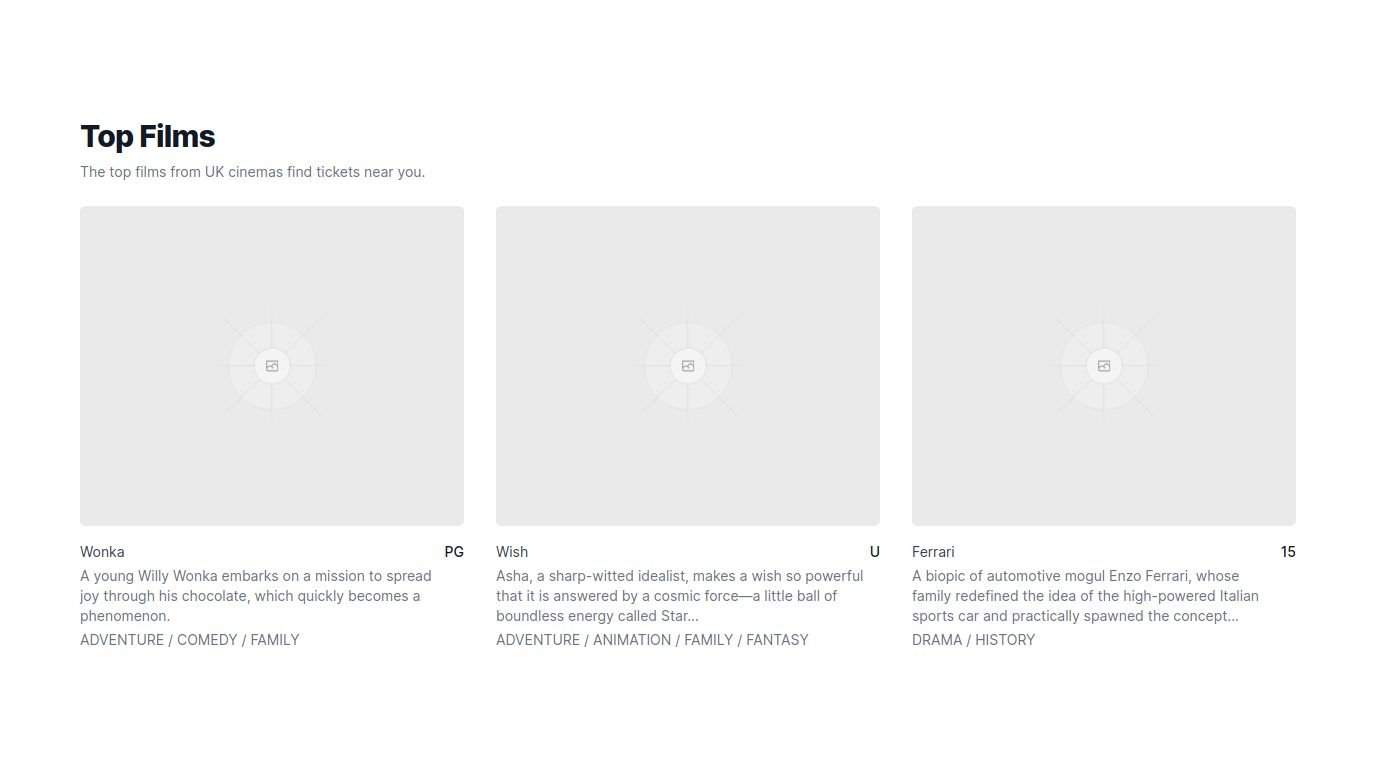 Top Films
The top films from UK cinemas find tickets near you.
Wonka PG
A young Willy Wonka embarks on a mission to spread
joy through his chocolate, which quickly becomes a
phenomenon.
ADVENTURE / COMEDY / FAMILY
Wish U
Asha, a sharp-witted idealist, makes a wish so powerful
that it is answered by a cosmic force—a little ball of
boundless energy called Star...
ADVENTURE / ANIMATION / FAMILY / FANTASY
Ferrari 15
A biopic of automotive mogul Enzo Ferrari, whose
family redefined the idea of the high-powered Italian
sports car and practically spawned the concept...
DRAMA / HISTORY